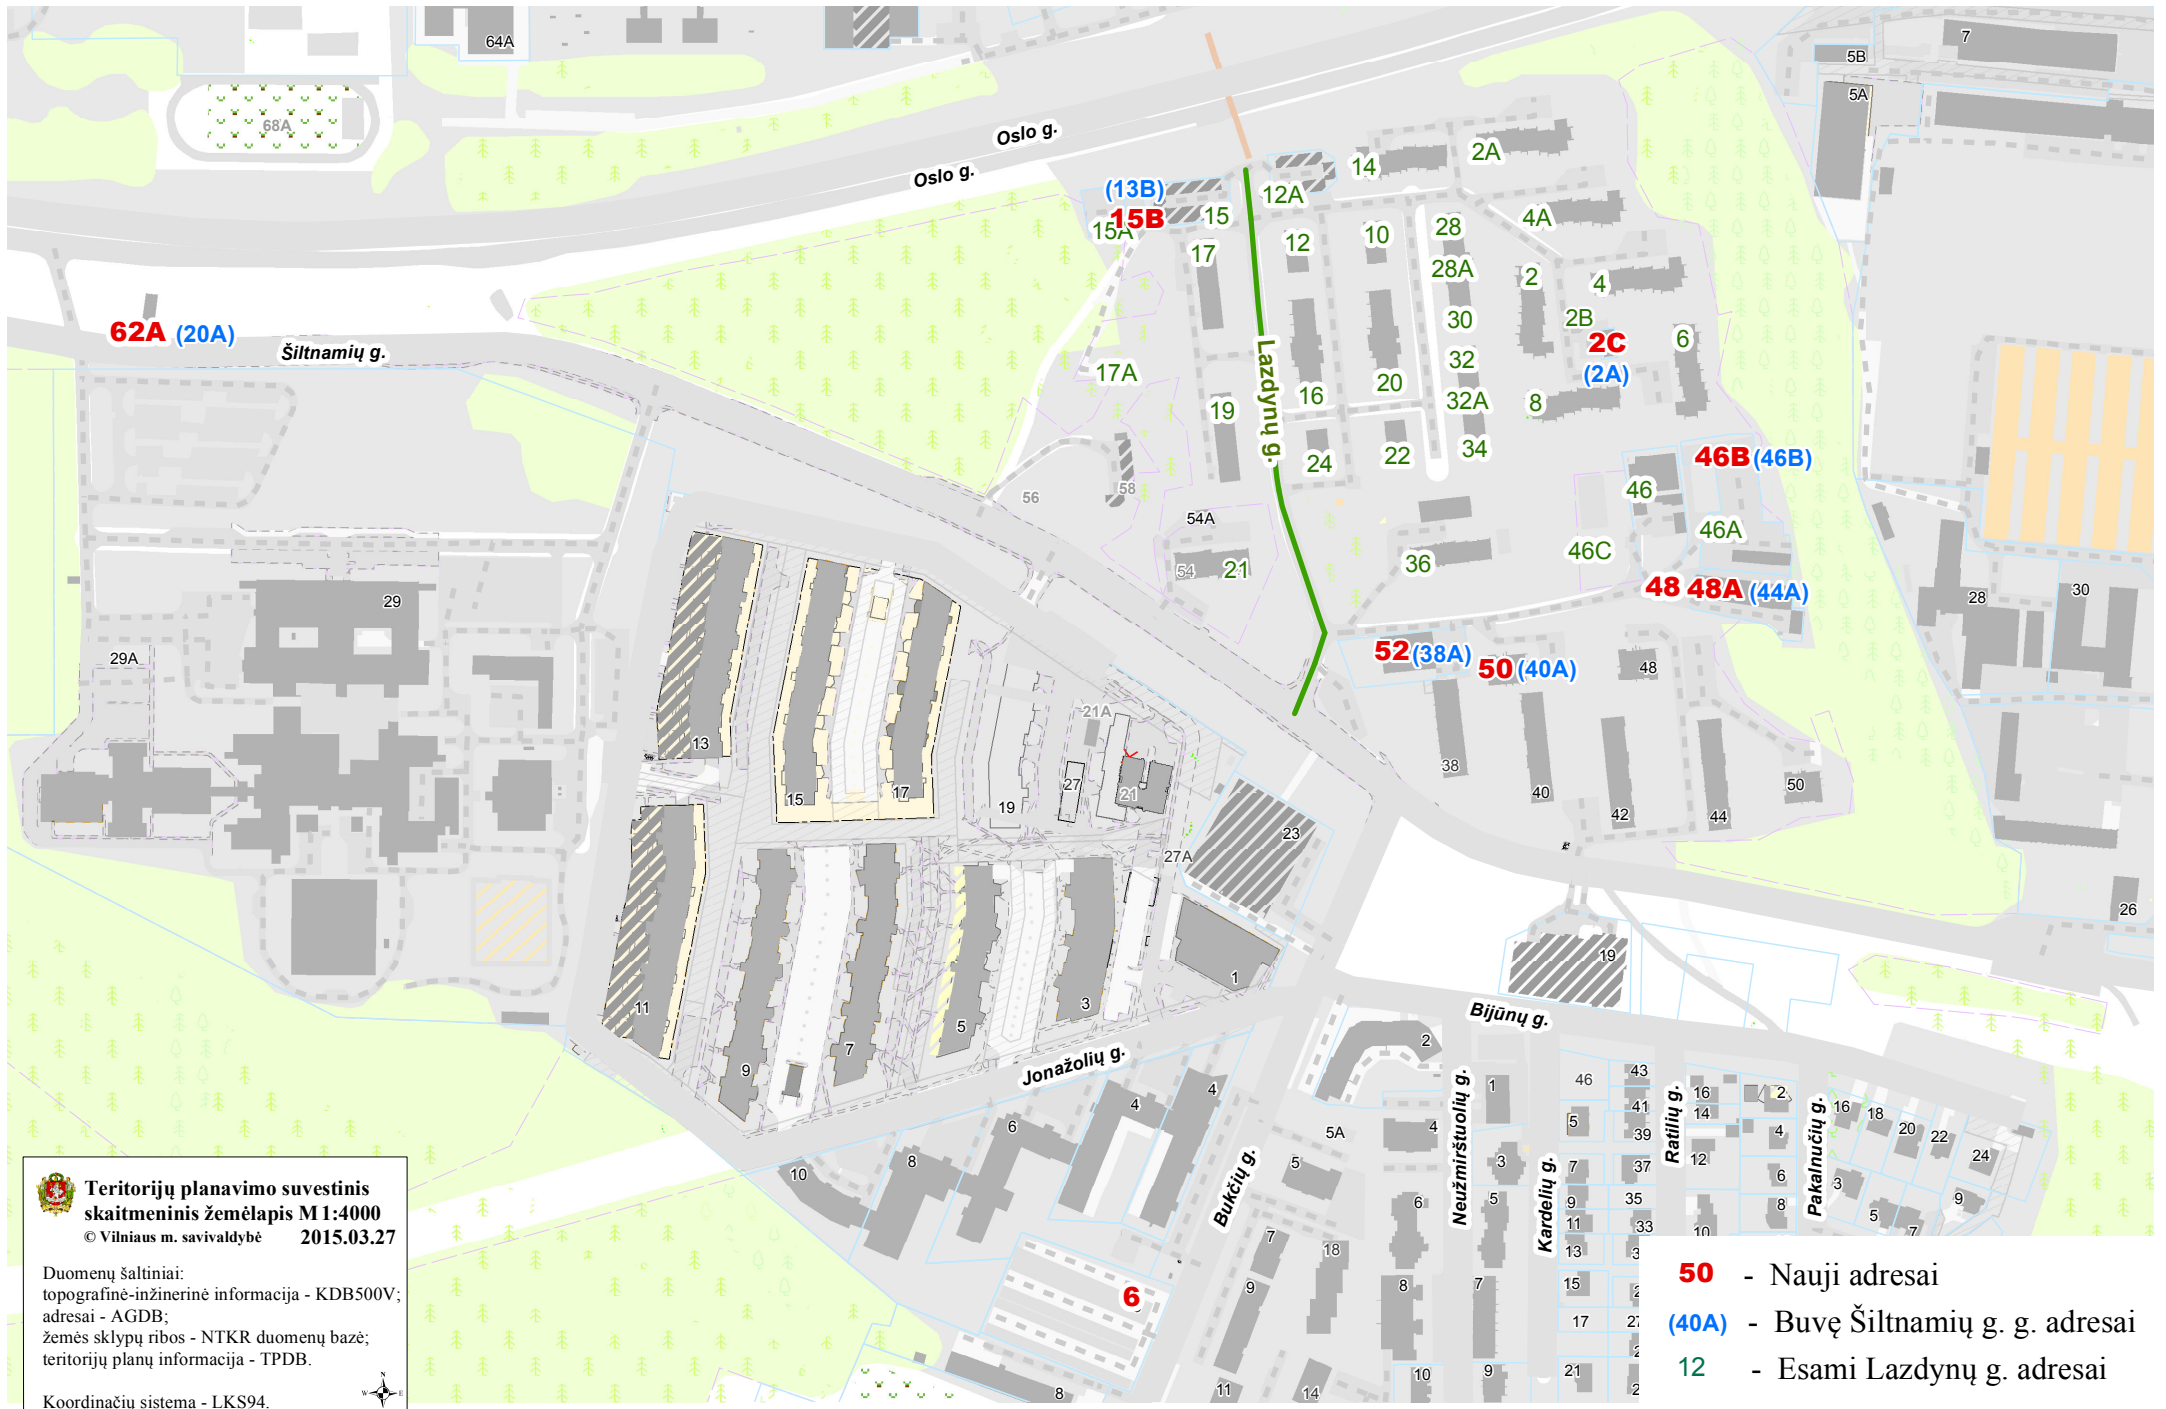 64A
7
5B
5A
68A
Oslo g.
Oslo g.
14
2A
(13B)
12A
15B
15
15A
4A
28
10
12
17
28A
2
4
2B
30
62A (20A)
Šiltnamių g.
Lazdynų g.
2C
6
32
(2A)
17A
20
16
32A
8
19
34
22
24
46B (46B)
46
58
56
54A
46A
46C
36
54
21
48 48A (44A)
29
28
30
52 (38A)
50 (40A)
48
29A
21A
13
38
50
15
17
19
27
21
40
42
44
23
27A
26
19
1
11
5
3
Bijūnų g.
7
9
2
Jonažolių g.
4
4
6
8
10
Bukčių g.
5A
5
4
Neužmirštuolių g.
1
3
5
6
Kardelių g.
46
43
5
41
39
7
37
9
35
11
33
13
15
17
27
21
Ratilių g.
16
14
12
10
2
4
6
8
Pakalnučių g.
16
18
20
22
24
3
5
7
9
7
18
9
8
7
6
8
11
14
10
9
Teritorijų planavimo suvestinis
skaitmeninis žemėlapis M 1:4000
© Vilniaus m. savivaldybė 2015.03.27
Duomenų šaltiniai:
topografinė-inžinerinė informacija - KDB500V;
adresai - AGDB;
žemės sklypų ribos - NTKR duomenų bazė;
teritorijų planų informacija - TPDB.
Koordinačių sistema - LKS94.
N
W
E
50 - Nauji adresai
(40A) - Buvę Šiltnamių g. g. adresai
12 - Esami Lazdynų g. adresai